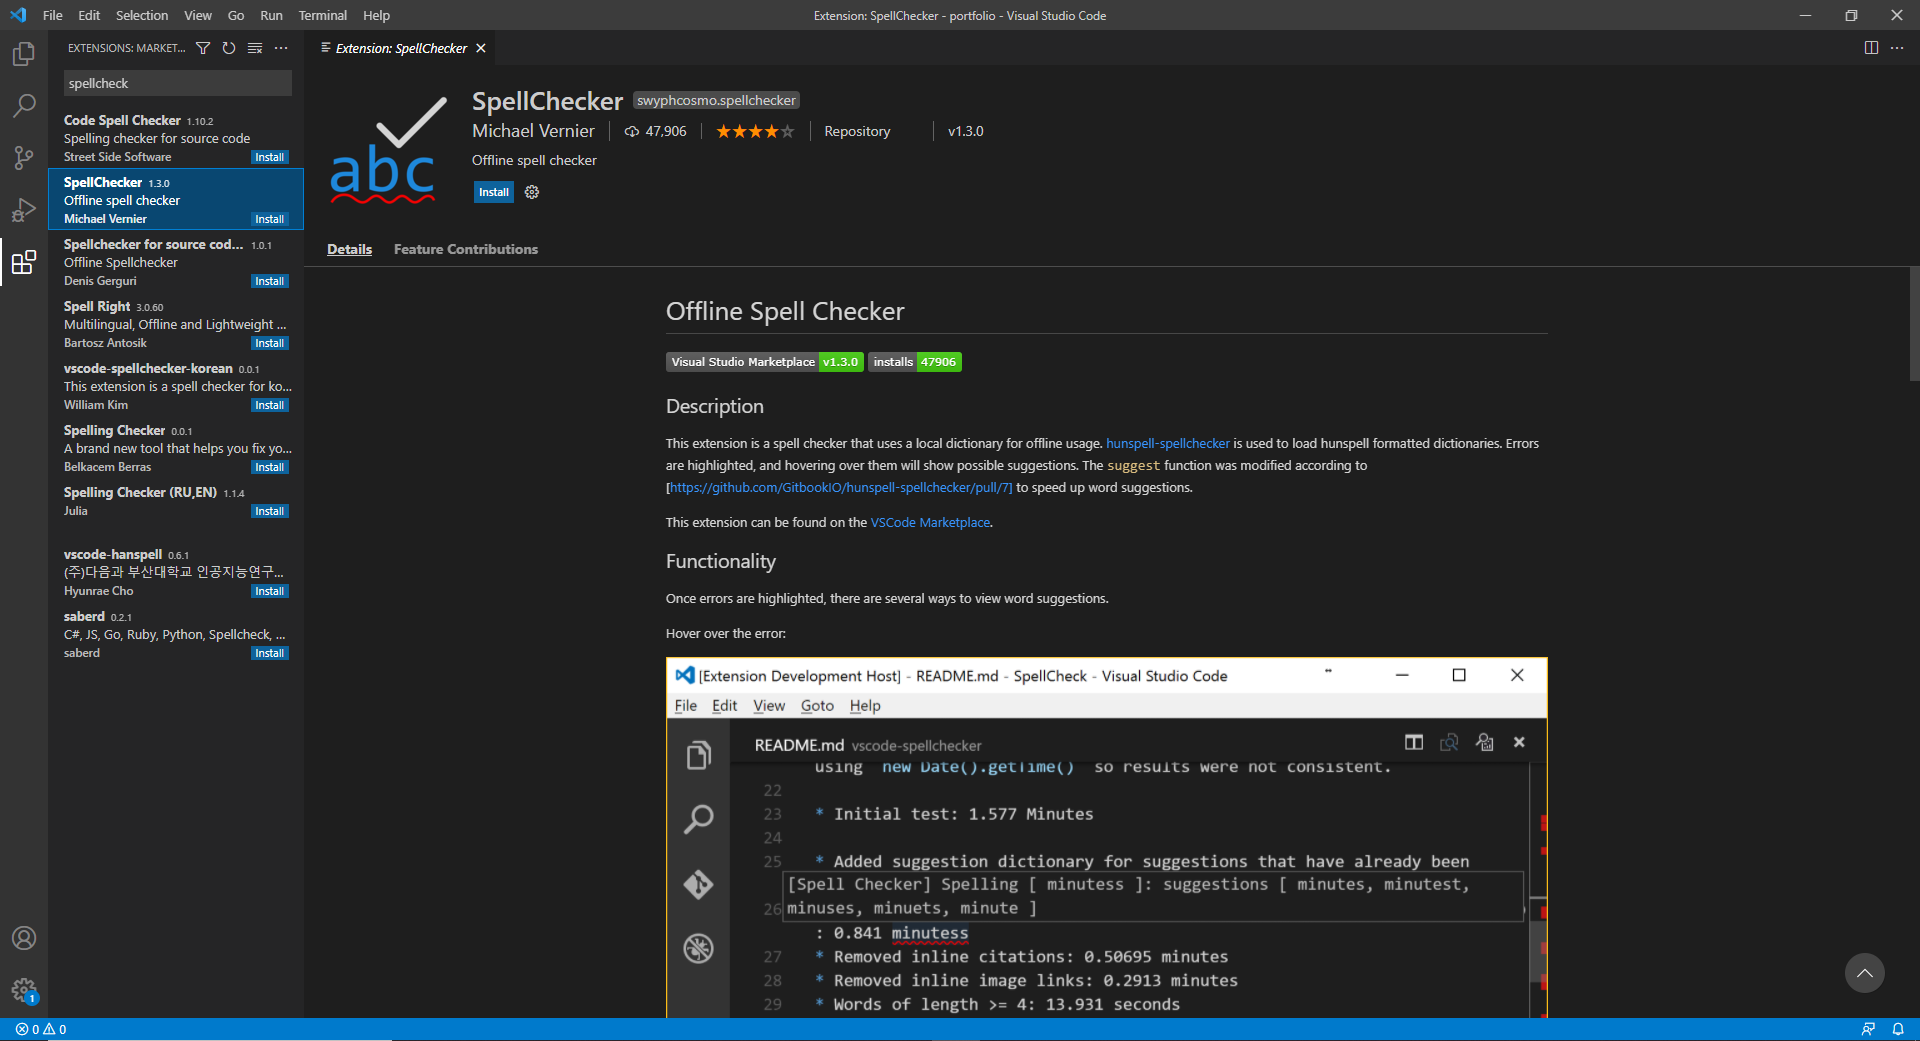 File Edit Selection View Go Run Terminal Help
Extension: SpellChecker - portfolio - Visual Studio Code
EXTENSIONS: MARKET...
spellcheck
Code Spell Checker 1.10.2
Spelling checker for source code
Street Side Software Install
SpellChecker 1.3.0
Offline spell checker
Michael Vernier Install
Spellchecker for source cod... 1.0.1
Offline Spellchecker
Denis Gerguri Install
Spell Right 3.0.60
Multilingual, Offline and Lightweight ...
Bartosz Antosik Install
vscode-spellchecker-korean 0.0.1
This extension is a spell checker for ko...
William Kim Install
Spelling Checker 0.0.1
A brand new tool that helps you fix yo...
Belkacem Berras Install
Spelling Checker (RU,EN) 1.1.4
Julia Install
vscode-hanspell 0.6.1
(주)다음과 부산대학교 인공지능연구...
Hyunrae Cho Install
saberd 0.2.1
C#, JS, Go, Ruby, Python, Spellcheck, ...
saberd Install
1
Extension: SpellChecker
abc
SpellChecker swyphcosmo.spellchecker
Michael Vernier 47,906 Repository v1.3.0
Offline spell checker
Install
Details Feature Contributions
Offline Spell Checker
Visual Studio Marketplace v1.3.0 installs 47906
Description
This extension is a spell checker that uses a local dictionary for offline usage. hunspell-spellchecker is used to load hunspell formatted dictionaries. Errors
are highlighted, and hovering over them will show possible suggestions. The suggest function was modified according to
[https://github.com/GitbookIO/hunspell-spellchecker/pull/7] to speed up word suggestions.
This extension can be found on the VSCode Marketplace.
Functionality
Once errors are highlighted, there are several ways to view word suggestions.
Hover over the error:
[Extension Development Host] - README.md - SpellCheck - Visual Studio Code
File Edit View Goto Help
README.md vscode-spellchecker
using new Date().getTime() so results were not consistent.
22
23 * Initial test: 1.577 Minutes
24
25 * Added suggestion dictionary for suggestions that have already been
[Spell Checker] Spelling [ minutess ]: suggestions [ minutes, minutest,
26 minuses, minuets, minute ]
: 0.841 minutess
27 * Removed inline citations: 0.50695 minutes
28 * Removed inline image links: 0.2913 minutes
29 * Words of length >= 4: 13.931 seconds
0 0